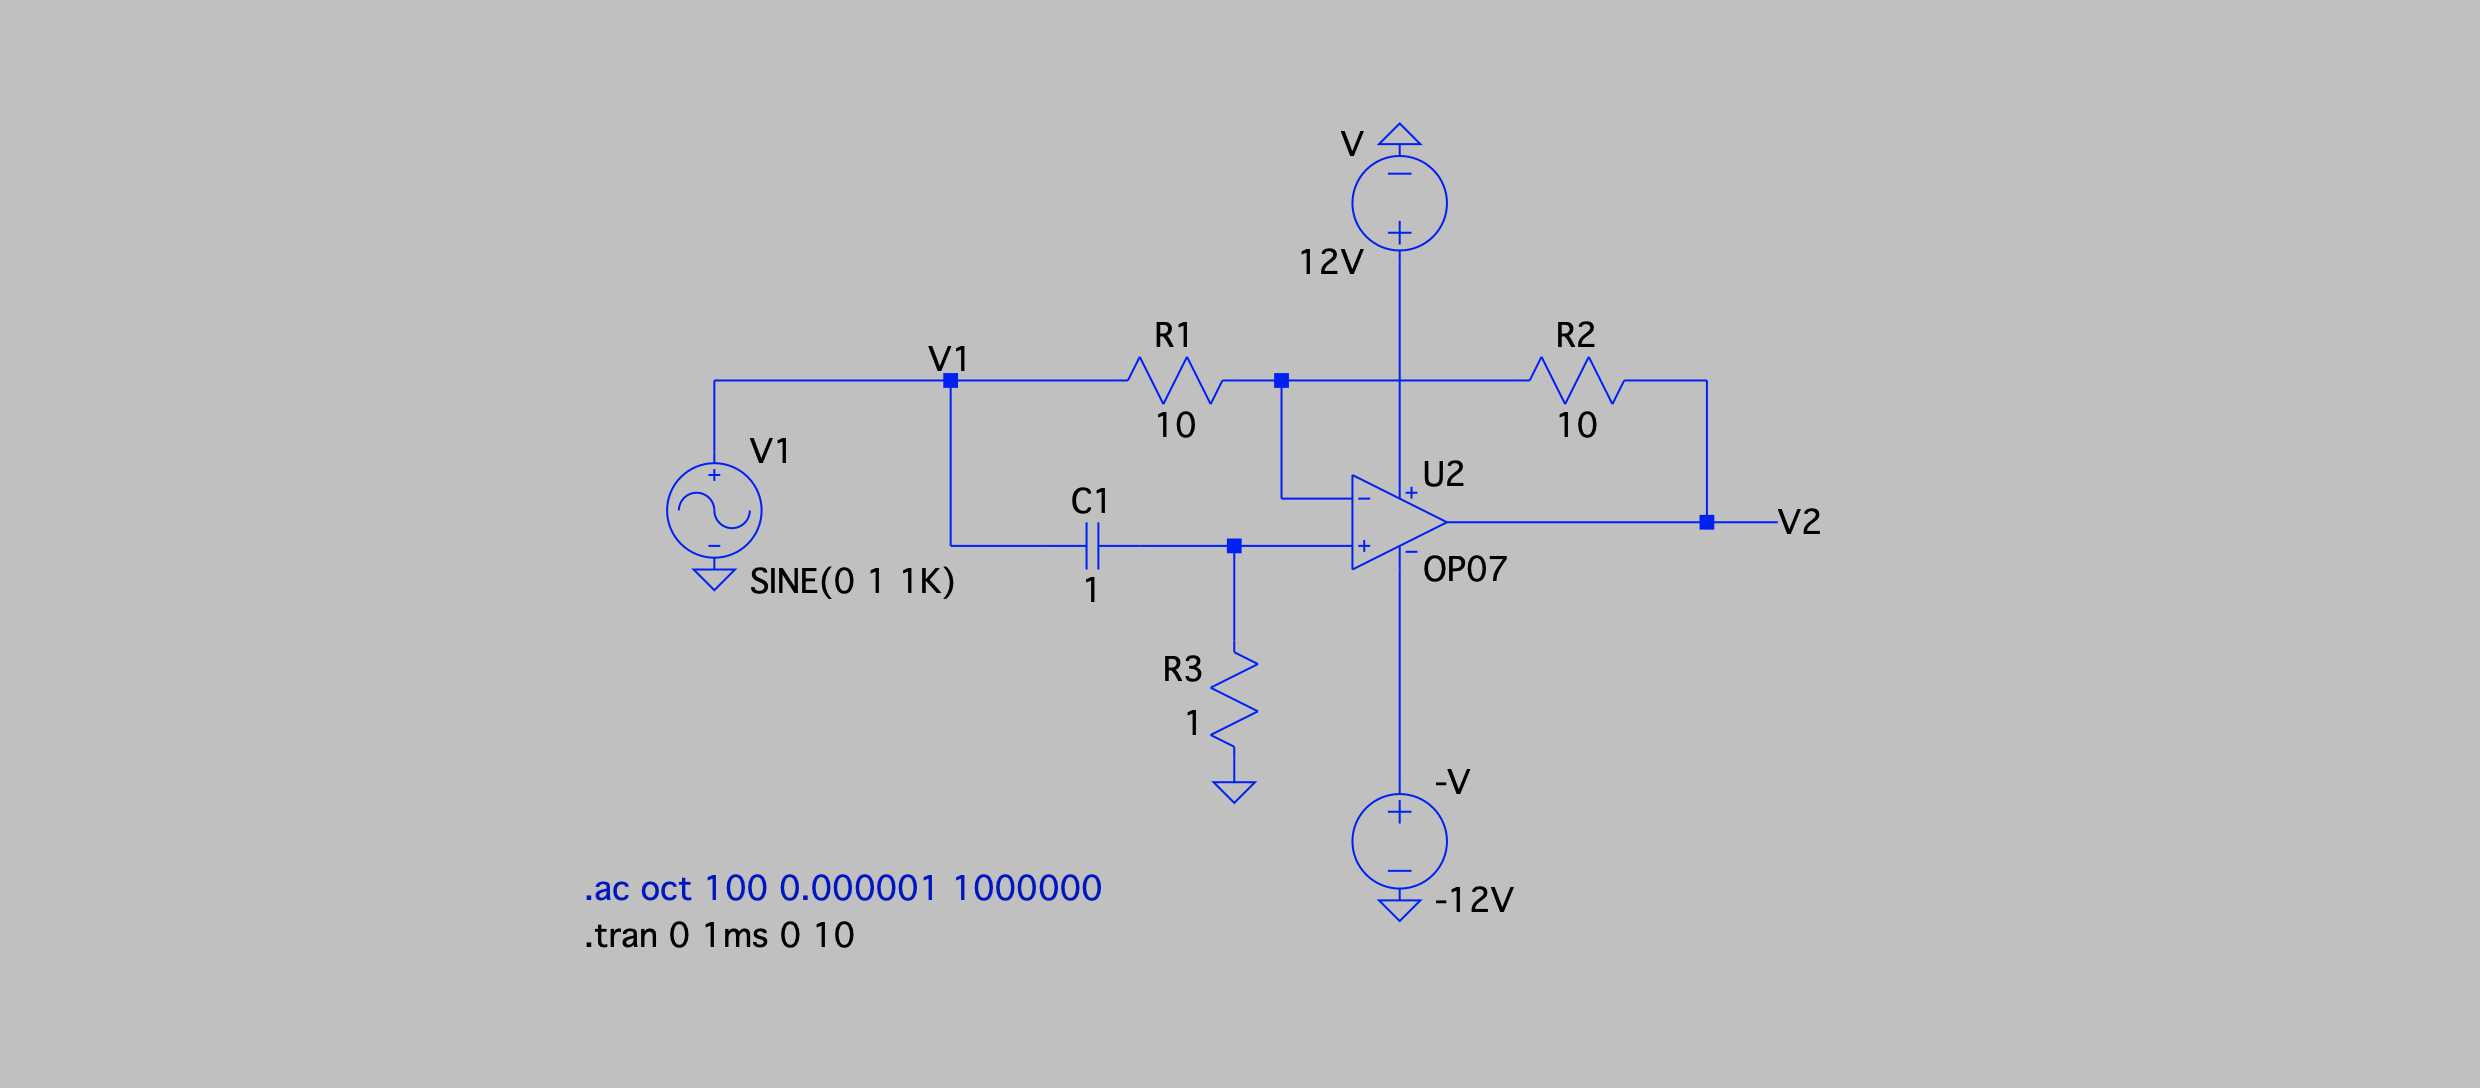 V
12V
R1
R2
V1
10
10
V1
U2
C1
V2
OP07
SINE(0 1 1K)
1
R3
1
-V
-12V
.ac oct 100 0.000001 1000000
.tran 0 1ms 0 10